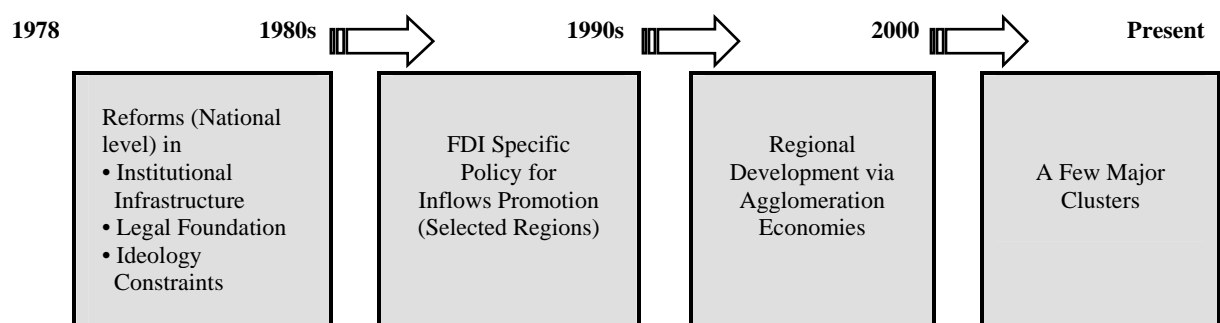 1978 1980s 1990s 2000 Present
Reforms (National
level) in
• Institutional
Infrastructure
• Legal Foundation
• Ideology
Constraints
FDI Specific
Policy for
Inflows Promotion
(Selected Regions)
Regional
Development via
Agglomeration
Economies
A Few Major
Clusters